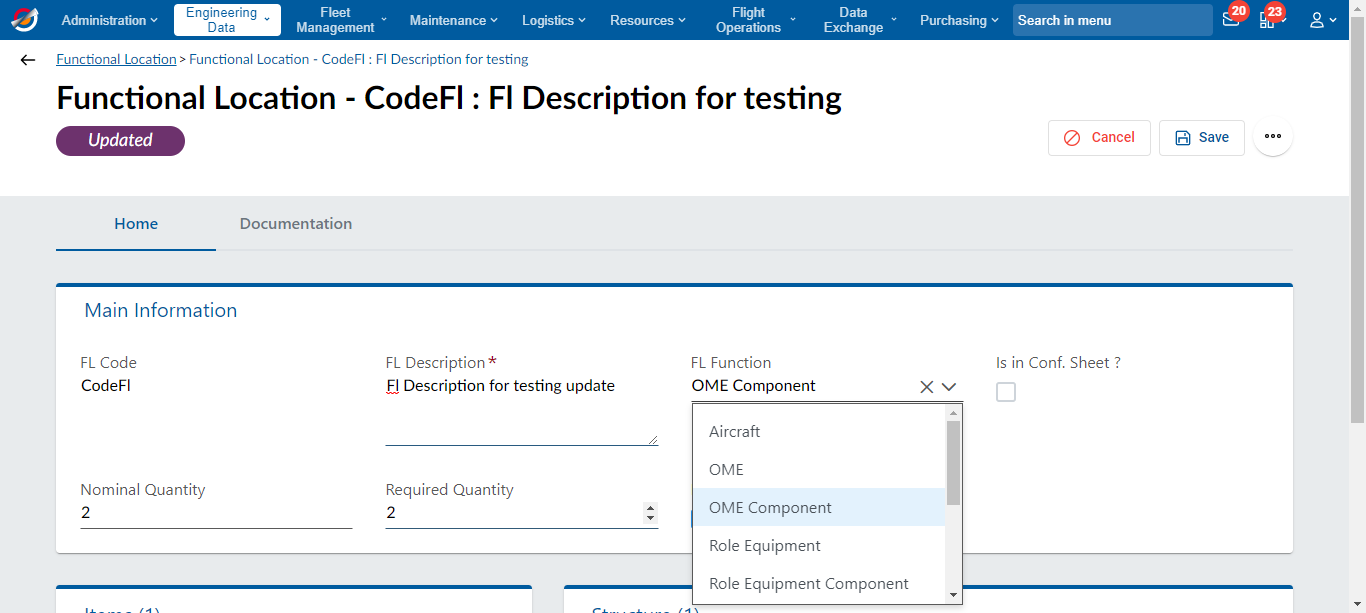 Administration
Engineering
Data
Fleet
Management
Maintenance
Logistics
Resources
Flight
Operations
Data
Exchange
Purchasing
Search in menu
20
23
Functional Location > Functional Location - CodeFl : Fl Description for testing
Functional Location - CodeFl : Fl Description for testing
Updated
Cancel
Save
Home
Documentation
Main Information
FL Code
CodeFl
FL Description*
Fl Description for testing update
FL Function
OME Component
Is in Conf. Sheet ?
Aircraft
OME
OME Component
Role Equipment
Role Equipment Component
Nominal Quantity
2
Required Quantity
2
Items (1)
Structure (1)